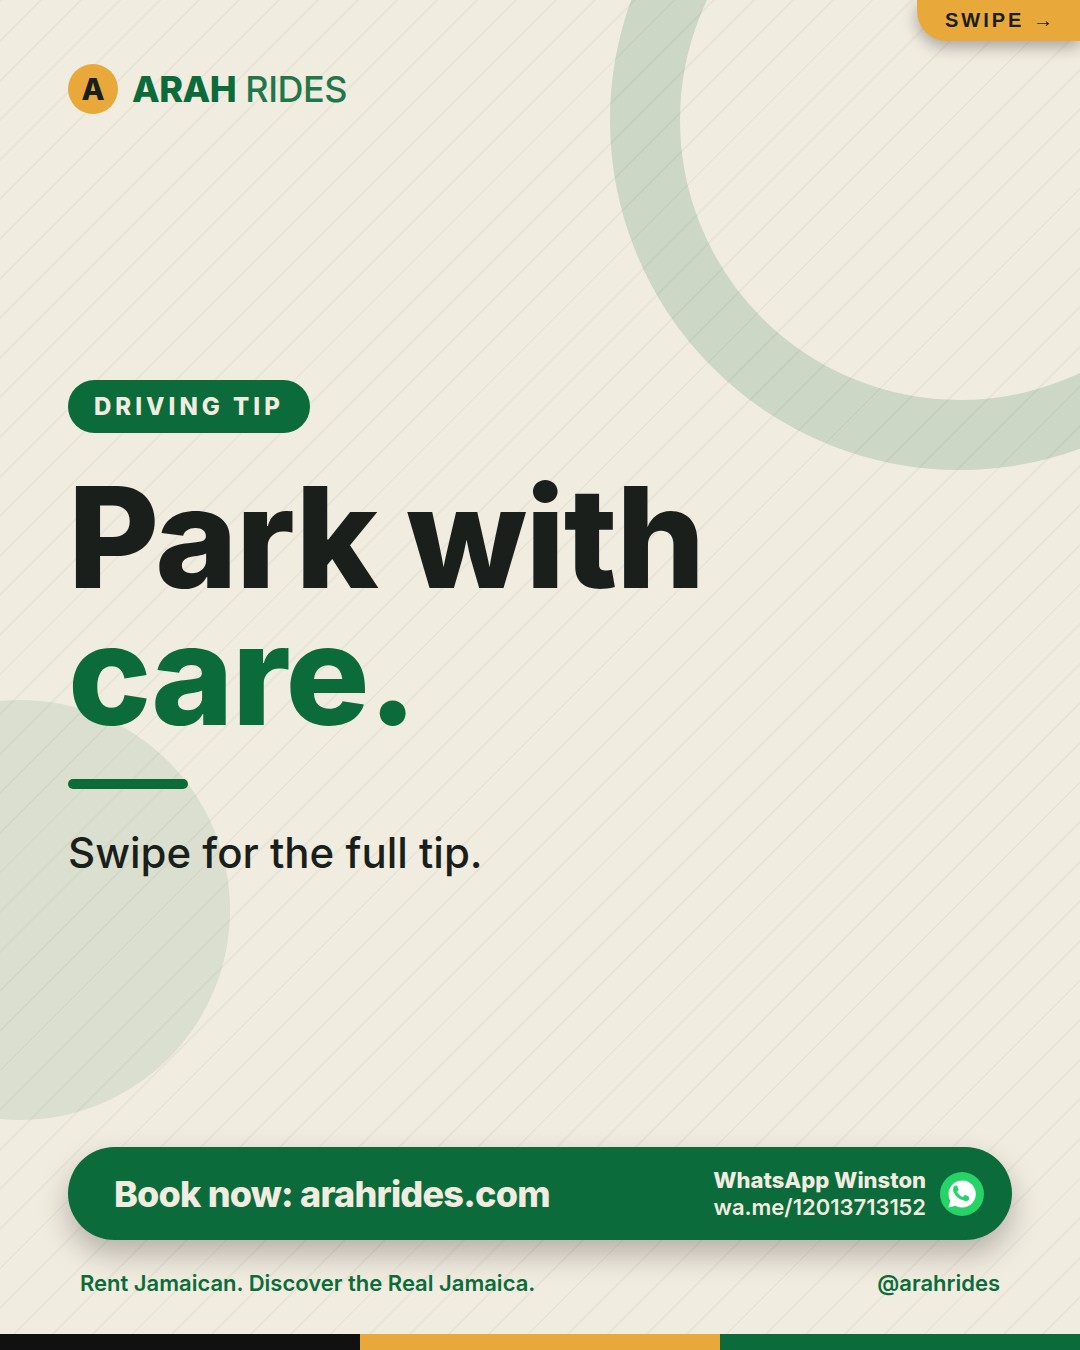 SWIPE →
A ARAH RIDES
DRIVING TIP
Park with
care.
Swipe for the full tip.
Book now: arahrides.com
WhatsApp Winston
wa.me/12013713152
Rent Jamaican. Discover the Real Jamaica.
@arahrides